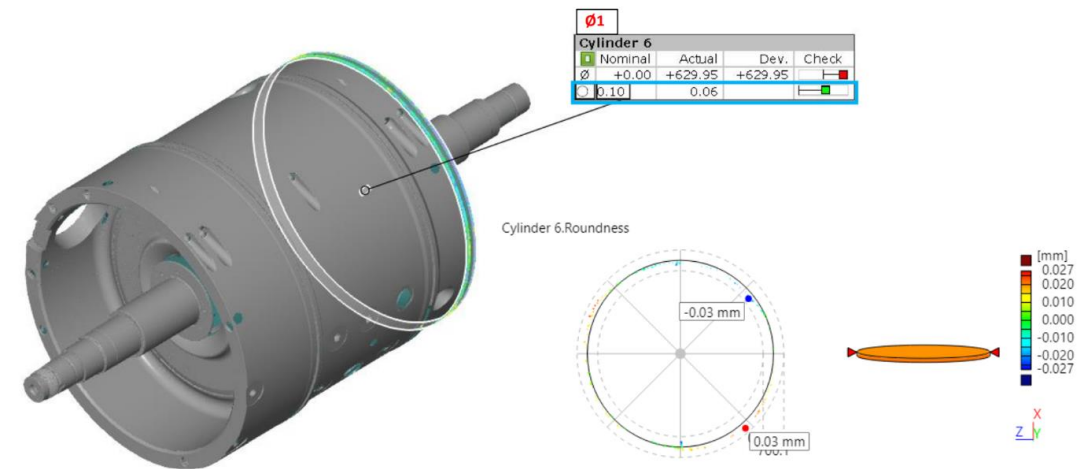 Ø1
Cylinder 6
Nominal Actual Dev. Check
Ø +0.00 +629.95 +629.95
0.10 0.06
Cylinder 6.Roundness
-0.03 mm
0.03 mm
[mm]
0.027
0.020
0.010
0.000
-0.010
-0.020
-0.027
X
Z Y